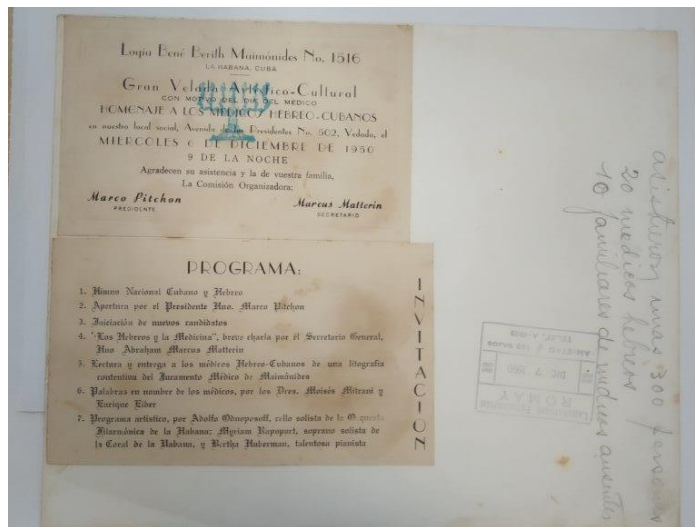 Logia Bené Berith Maimónides No. 1516
LA HABANA, CUBA
Gran Velada Artístico-Cultural
CON MOTIVO DEL DIA DEL MEDICO
HOMENAJE A LOS MEDICOS HEBREO-CUBANOS
en nuestro local social, Avenida de los Presidentes No. 502, Vedado, el
MIERCOLES 6 DE DICIEMBRE DE 1950
9 DE LA NOCHE
Agradecen su asistencia y la de vuestra familia,
La Comisión Organizadora:
Marco Pitchon
PRESIDENTE
Marcus Matterin
SECRETARIO
PROGRAMA:
1. Himno Nacional Cubano y Hebreo
2. Apertura por el Presidente Hno. Marco Pitchon
3. Iniciación de nuevos candidatos
4. "Los Hebreos y la Medicina", breve charla por él Secretario General,
Hno Abraham Marcus Matterin
5. Lectura y entrega a los médicos Hebreo-Cubanos de una litografía
contentiva del Juramento Médico de Maimónides
6. Palabras en nombre de los médicos, por los Dres. Moisés Mitrani y
Enrique Eiber
7. Programa artístico, por Adolfo Odnoposoff, cello solista de la Orquesta
Filarmónica de la Habana; Myriam Rapoport, soprano solista de
la Coral de la Habana, y Bertha Huberman, talentosa pianista
INVITACION
asistieron unas 300 personas
20 medicos hebreos
10 familiares de medicos ausentes
ROMAY
DIC 7 1950